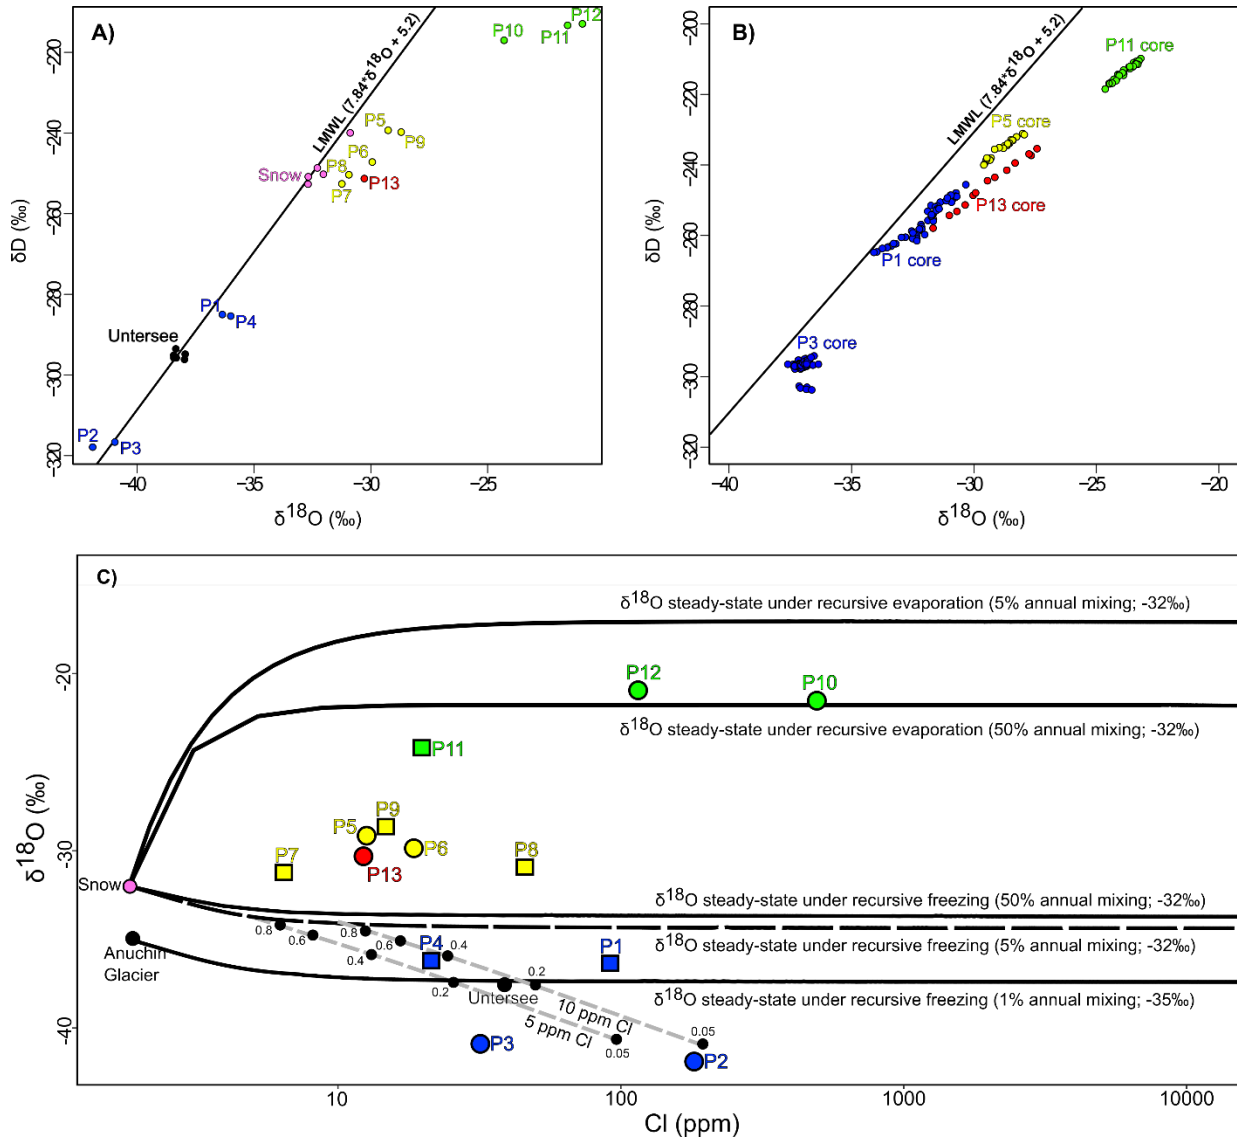 A)
P12
P10
P11
LMWL (7.84*δ18O + 5.2)
P5
P9
P6
P8
Snow
P13
P7
P1
P4
Untersee
P2
P3
−220
−240
−260
−280
−300
−320
δD (‰)
−40
−35
−30
−25
δ18O (‰)
B)
LMWL (7.84*δ18O + 5.2)
P11 core
P5 core
P13 core
P1 core
P3 core
−200
−220
−240
−260
−280
−300
−320
δD (‰)
−40
−35
−30
−25
−20
δ18O (‰)
C)
δ18O steady-state under recursive evaporation (5% annual mixing; -32‰)
P12
P10
δ18O steady-state under recursive evaporation (50% annual mixing; -32‰)
P11
P9
P5
P6
P7
P13
P8
Snow
δ18O steady-state under recursive freezing (50% annual mixing; -32‰)
0.8
0.6
0.4
0.2
0.05
0.8
0.6
0.4
0.2
0.05
P4
P1
δ18O steady-state under recursive freezing (5% annual mixing; -32‰)
Anuchin
Glacier
Untersee
δ18O steady-state under recursive freezing (1% annual mixing; -35‰)
10 ppm Cl
5 ppm Cl
P3
P2
-20
-30
-40
δ18O (‰)
10
100
1000
10000
Cl (ppm)